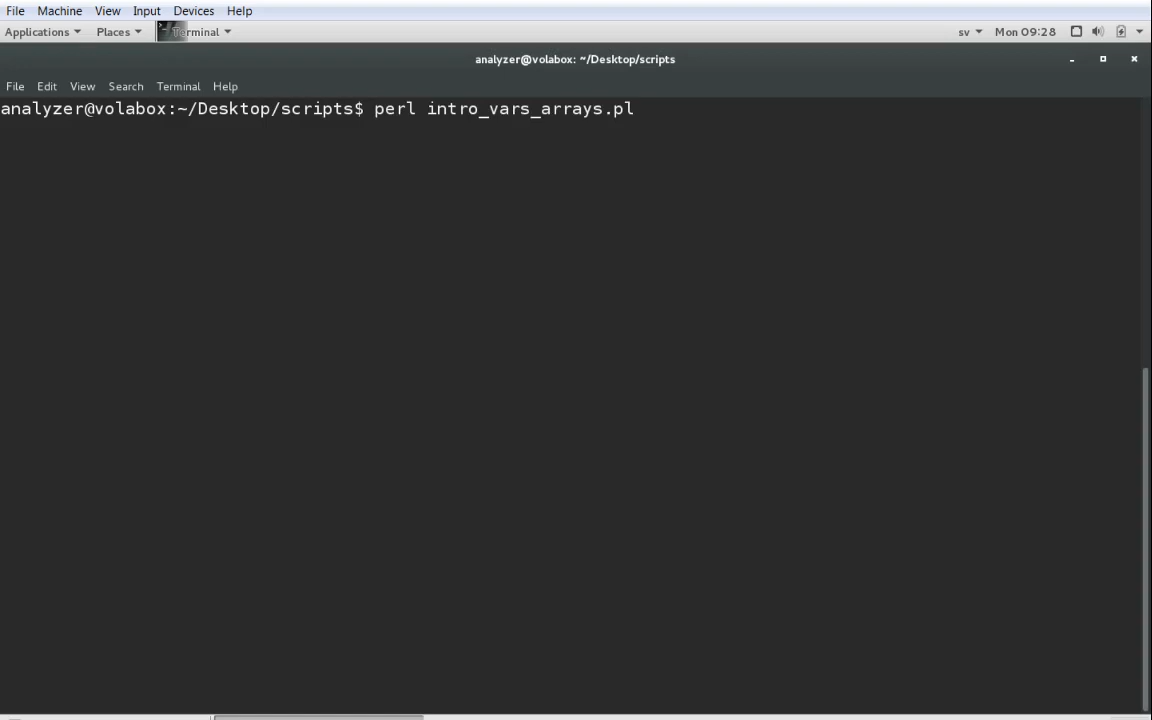 File Machine View Input Devices Help
Applications Places Terminal sv Mon 09:28
analyzer@volabox: ~/Desktop/scripts
File Edit View Search Terminal Help
analyzer@volabox:~/Desktop/scripts$ perl intro_vars_arrays.pl